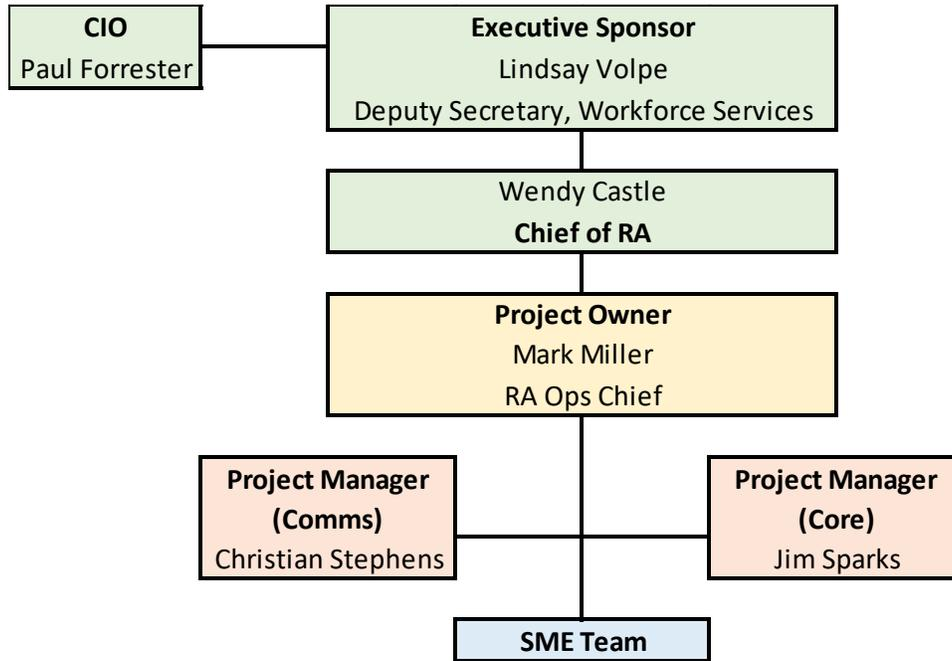 CIO
Paul Forrester
Executive Sponsor
Lindsay Volpe
Deputy Secretary, Workforce Services
Wendy Castle
Chief of RA
Project Owner
Mark Miller
RA Ops Chief
Project Manager
(Comms)
Christian Stephens
Project Manager
(Core)
Jim Sparks
SME Team